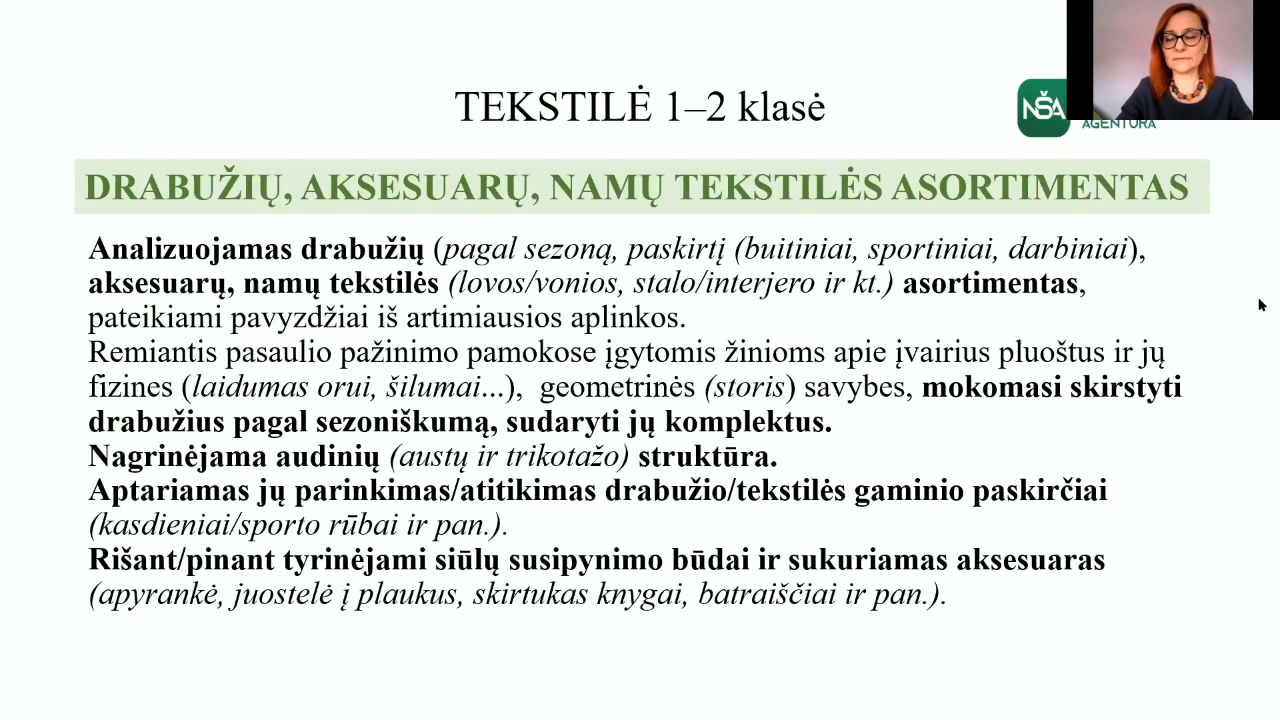 TEKSTILĖ 1–2 klasė
NŠA
AGENTŪRA
DRABUŽIŲ, AKSESUARŲ, NAMŲ TEKSTILĖS ASORTIMENTAS
Analizuojamas drabužių (pagal sezoną, paskirtį (buitiniai, sportiniai, darbiniai),
aksesuarų, namų tekstilės (lovos/vonios, stalo/interjero ir kt.) asortimentas,
pateikiami pavyzdžiai iš artimiausios aplinkos.
Remiantis pasaulio pažinimo pamokose įgytomis žinioms apie įvairius pluoštus ir jų
fizines (laidumas orui, šilumai...), geometrinės (storis) savybes, mokomasi skirstyti
drabužius pagal sezoniškumą, sudaryti jų komplektus.
Nagrinėjama audinių (austų ir trikotažo) struktūra.
Aptariamas jų parinkimas/atitikimas drabužio/tekstilės gaminio paskirčiai
(kasdieniai/sporto rūbai ir pan.).
Rišant/pinant tyrinėjami siūlų susipynimo būdai ir sukuriamas aksesuaras
(apyrankė, juostelė į plaukus, skirtukas knygai, batraiščiai ir pan.).